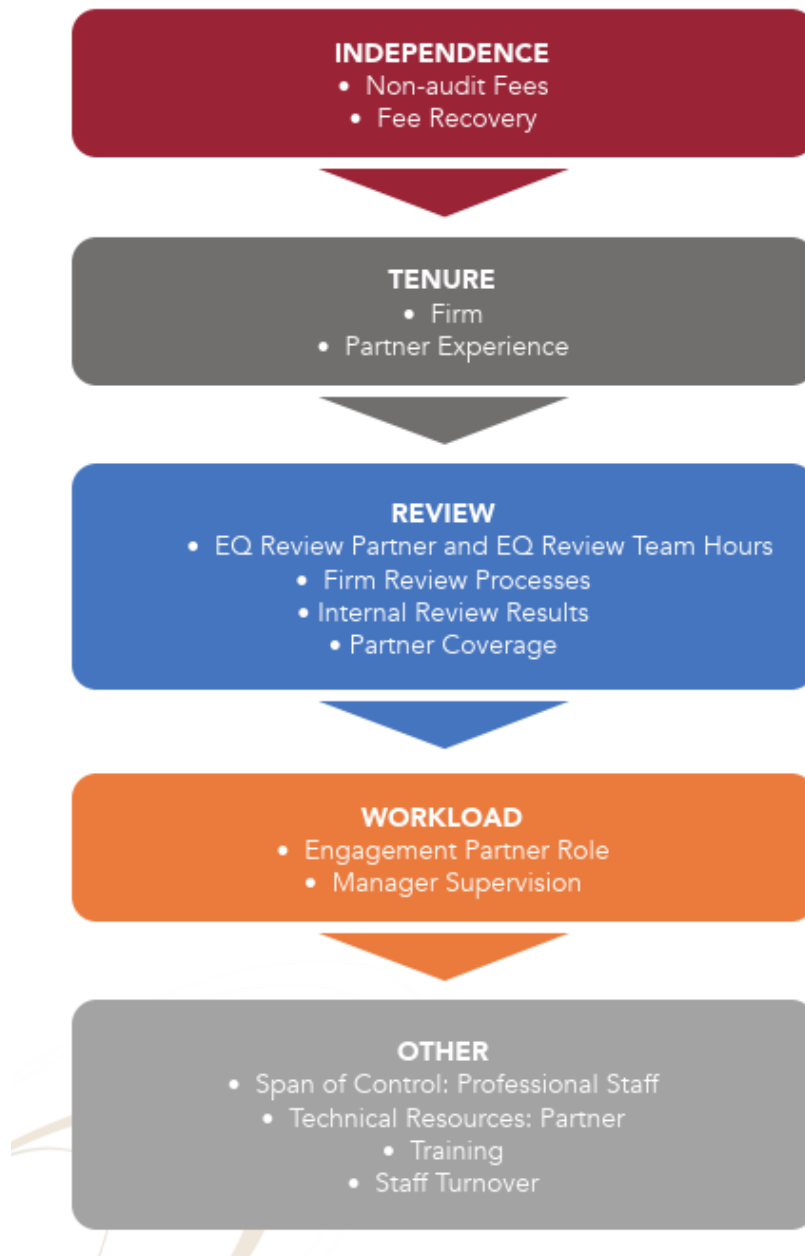 INDEPENDENCE
• Non-audit Fees
• Fee Recovery
TENURE
• Firm
• Partner Experience
REVIEW
• EQ Review Partner and EQ Review Team Hours
• Firm Review Processes
• Internal Review Results
• Partner Coverage
WORKLOAD
• Engagement Partner Role
• Manager Supervision
OTHER
• Span of Control: Professional Staff
• Technical Resources: Partner
• Training
• Staff Turnover